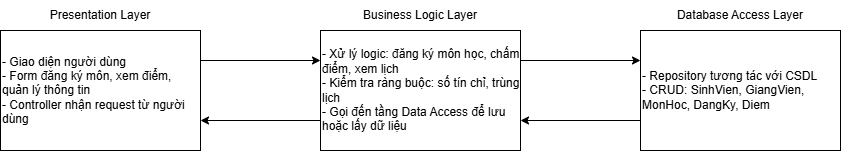 Presentation Layer
- Giao diện người dùng
- Form đăng ký môn, xem điểm,
quản lý thông tin
- Controller nhận request từ người
dùng
Business Logic Layer
- Xử lý logic: đăng ký môn học, chấm
điểm, xem lịch
- Kiểm tra ràng buộc: số tín chỉ, trùng
lịch
- Gọi đến tầng Data Access để lưu
hoặc lấy dữ liệu
Database Access Layer
- Repository tương tác với CSDL
- CRUD: SinhVien, GiangVien,
MonHoc, DangKy, Diem